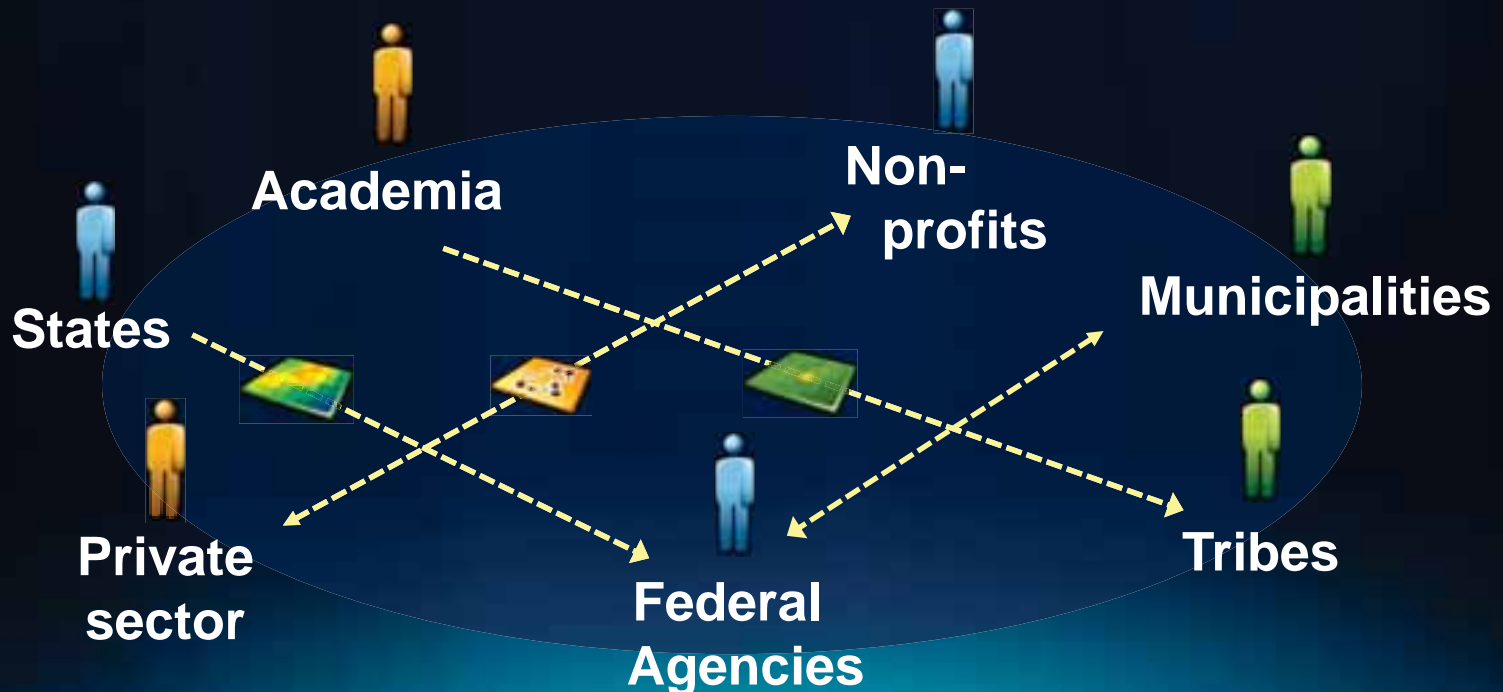 Academia
Non-
profits
States
Municipalities
Private
sector
Federal
Agencies
Tribes